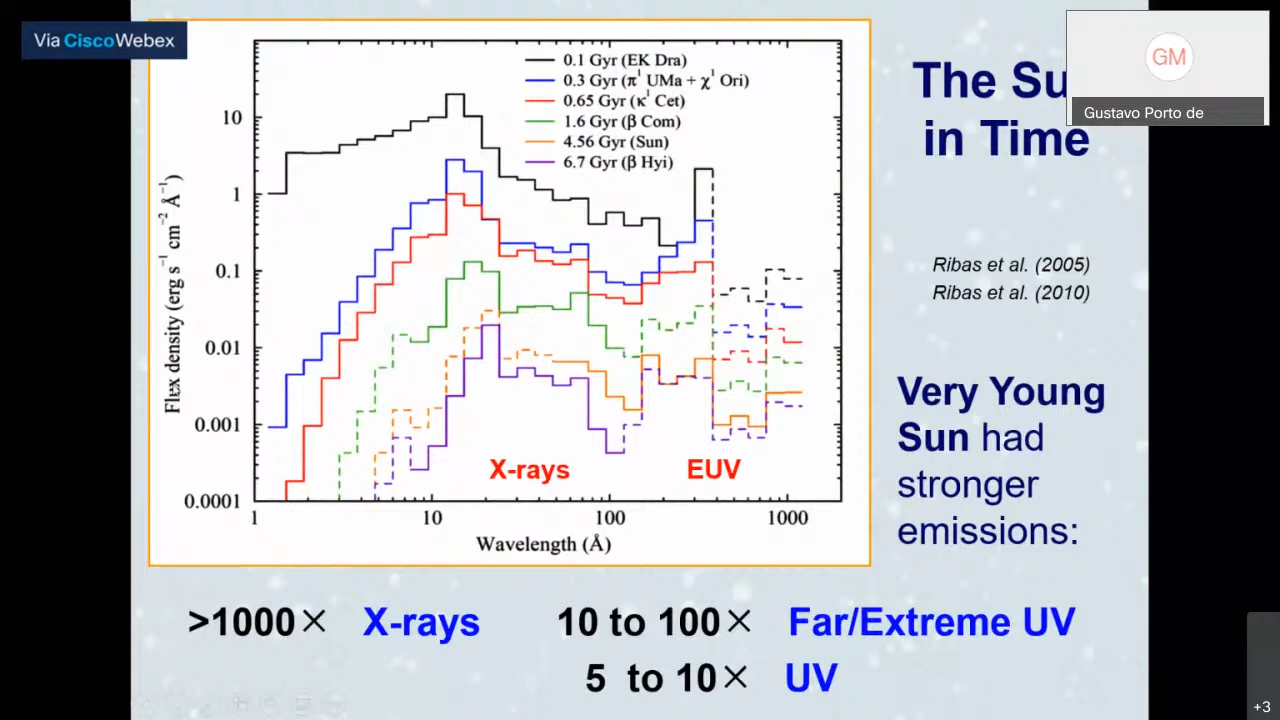 Via CiscoWebex
GM
Gustavo Porto de
The Su
in Time
0.1 Gyr (EK Dra)
0.3 Gyr (π¹ UMa + χ¹ Ori)
0.65 Gyr (κ¹ Cet)
1.6 Gyr (β Com)
4.56 Gyr (Sun)
6.7 Gyr (β Hyi)
Flux density (erg s⁻¹ cm⁻² Å⁻¹)
10
1
0.1
0.01
0.001
0.0001
X-rays EUV
1 10 100 1000
Wavelength (Å)
Ribas et al. (2005)
Ribas et al. (2010)
Very Young
Sun had
stronger
emissions:
>1000× X-rays 10 to 100× Far/Extreme UV
5 to 10× UV
+3